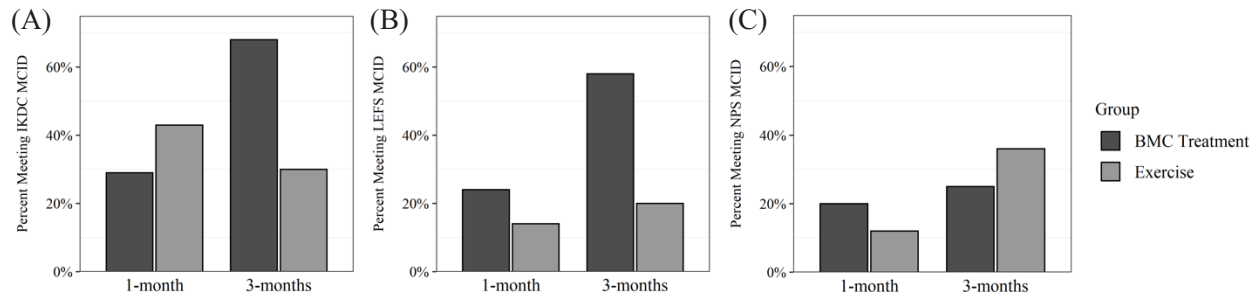 (A)
Percent Meeting IKDC MCID
60%
40%
20%
0%
1-month 3-months
(B)
Percent Meeting LEFS MCID
60%
40%
20%
0%
1-month 3-months
(C)
Percent Meeting NPS MCID
60%
40%
20%
0%
1-month 3-months
Group
BMC Treatment
Exercise